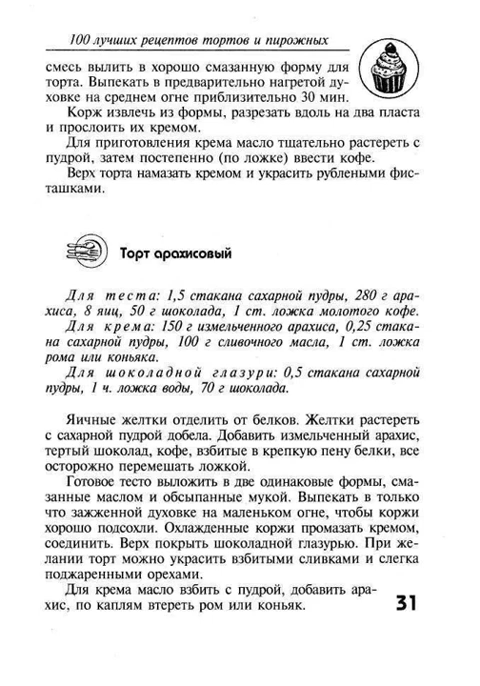 100 лучших рецептов тортов и пирожных
смесь вылить в хорошо смазанную форму для
торта. Выпекать в предварительно нагретой ду-
ховке на среднем огне приблизительно 30 мин.
Корж извлечь из формы, разрезать вдоль на два пласта
и прослоить их кремом.
Для приготовления крема масло тщательно растереть с
пудрой, затем постепенно (по ложке) ввести кофе.
Верх торта намазать кремом и украсить рублеными фис-
ташками.
Торт арахисовый
Для теста: 1,5 стакана сахарной пудры, 280 г ара-
хиса, 8 яиц, 50 г шоколада, 1 ст. ложка молотого кофе.
Для крема: 150 г измельченного арахиса, 0,25 стака-
на сахарной пудры, 100 г сливочного масла, 1 ст. ложка
рома или коньяка.
Для шоколадной глазури: 0,5 стакана сахарной
пудры, 1 ч. ложка воды, 70 г шоколада.
Яичные желтки отделить от белков. Желтки растереть
с сахарной пудрой добела. Добавить измельченный арахис,
тертый шоколад, кофе, взбитые в крепкую пену белки, все
осторожно перемешать ложкой.
Готовое тесто выложить в две одинаковые формы, сма-
занные маслом и обсыпанные мукой. Выпекать в только
что зажженной духовке на маленьком огне, чтобы коржи
хорошо подсохли. Охлажденные коржи промазать кремом,
соединить. Верх покрыть шоколадной глазурью. При же-
лании торт можно украсить взбитыми сливками и слегка
поджаренными орехами.
Для крема масло взбить с пудрой, добавить ара-
хис, по каплям втереть ром или коньяк.
31